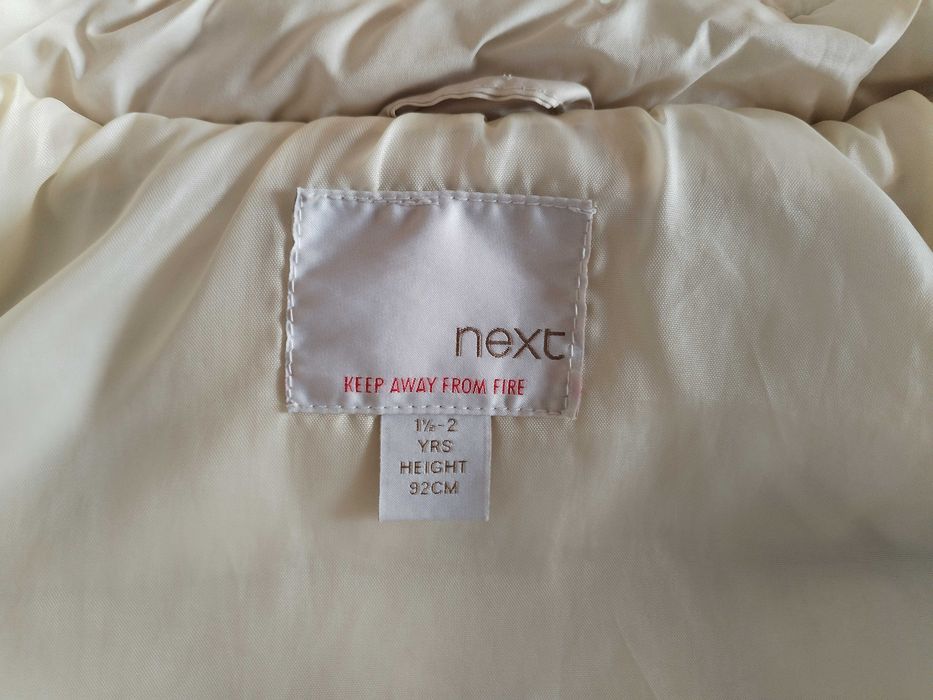 next
KEEP AWAY FROM FIRE
1½-2
YRS
HEIGHT
92CM